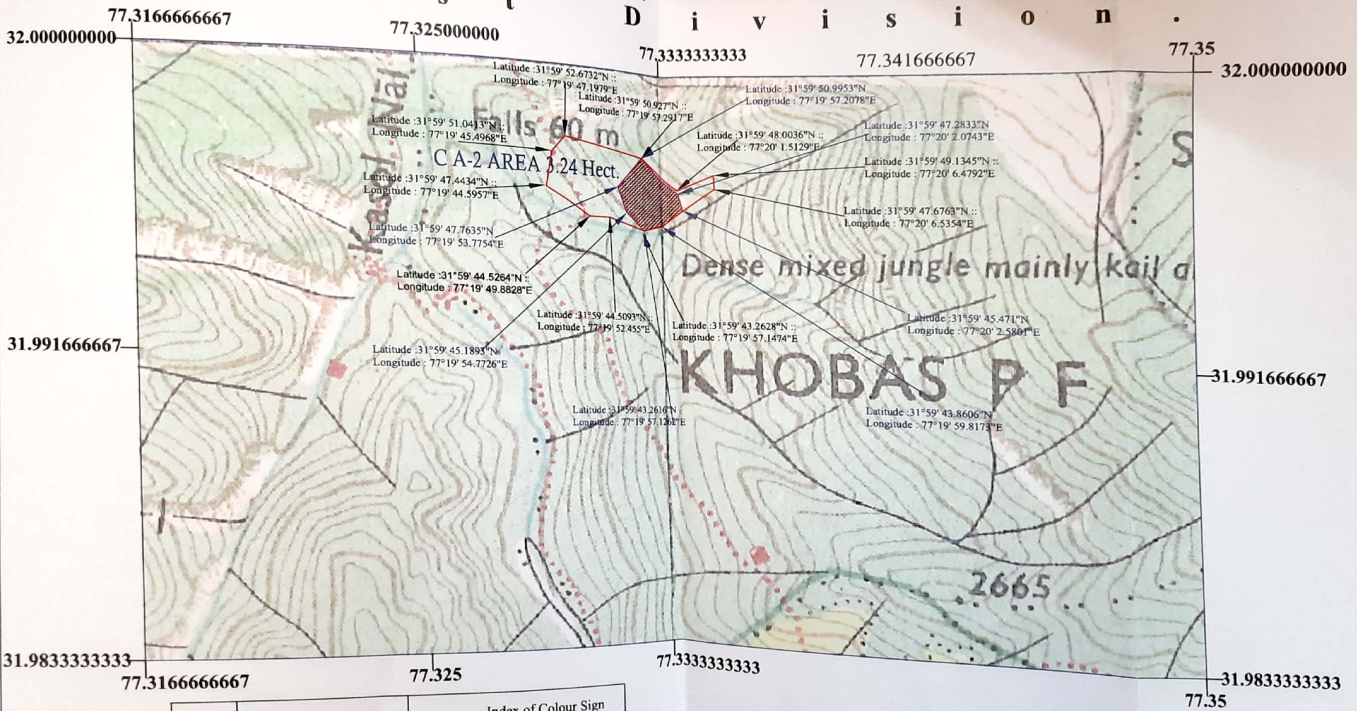 s t D i v i s i o n .
77.3166666667
77.325000000
77.3333333333
77.341666667
77.35
32.000000000
32.000000000
Latitude :31°59' 52.6732"N ::
Longitude : 77°19' 47.1979"E
Latitude :31°59' 50.927"N ::
Longitude : 77°19' 57.2917"E
Latitude :31°59' 50.9953"N
Longitude : 77°19' 57.2078"E
Latitude :31°59' 51.0413"N ::
Longitude : 77°19' 45.4968"E
Falls 60 m
Latitude :31°59' 48.0036"N ::
Longitude : 77°20' 1.5129"E
Latitude :31°59' 47.2833"N
Longitude : 77°20' 2.0743"E
C A-2 AREA 3.24 Hect.
Latitude :31°59' 49.1345"N
Longitude : 77°20' 6.4792"E
S
Latitude :31°59' 47.4434"N ::
Longitude : 77°19' 44.5957"E
Kasol Nal
Latitude :31°59' 47.7635"N
Longitude : 77°19' 53.7754"E
Latitude :31°59' 47.6763"N ::
Longitude : 77°20' 6.5354"E
Dense mixed jungle mainly kail a
Latitude :31°59' 44.5264"N ::
Longitude : 77°19' 49.8828"E
Latitude :31°59' 44.5093"N ::
Longitude : 77°19' 52.455"E
Latitude :31°59' 43.2628"N ::
Longitude : 77°19' 57.1474"E
Latitude :31°59' 45.471"N
Longitude : 77°20' 2.5801"E
31.991666667
31.991666667
Latitude :31°59' 45.1893"N
Longitude : 77°19' 54.7726"E
KHOBAS P F
Latitude :31°59' 43.2616"N
Longitude : 77°19' 57.1262"E
Latitude :31°59' 43.8606"N
Longitude : 77°19' 59.8173"E
2665
31.9833333333
31.9833333333
77.3166666667
77.325
77.3333333333
77.35
Index of Colour Sign